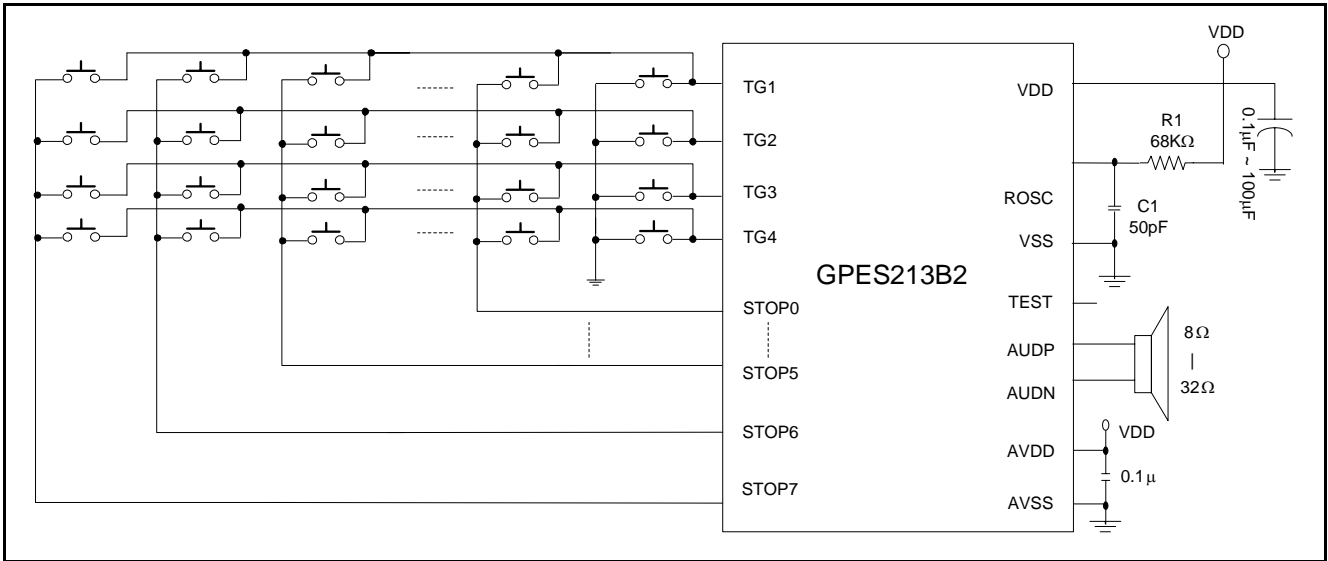 VDD
TG1
VDD
0.1μF ~ 100μF
R1
68KΩ
TG2
TG3
ROSC
C1
50pF
TG4
VSS
GPES213B2
STOP0
TEST
8Ω
AUDP
STOP5
AUDN
32Ω
STOP6
VDD
AVDD
0.1μ
STOP7
AVSS